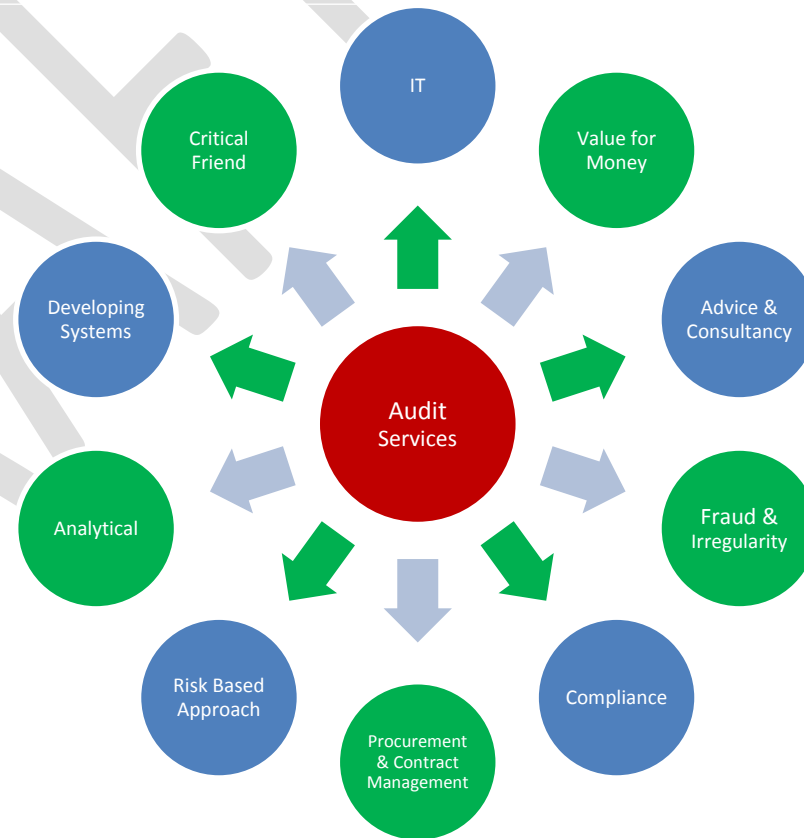 IT
Value for
Money
Advice &
Consultancy
Fraud &
Irregularity
Compliance
Procurement
& Contract
Management
Risk Based
Approach
Analytical
Developing
Systems
Critical
Friend
Audit
Services